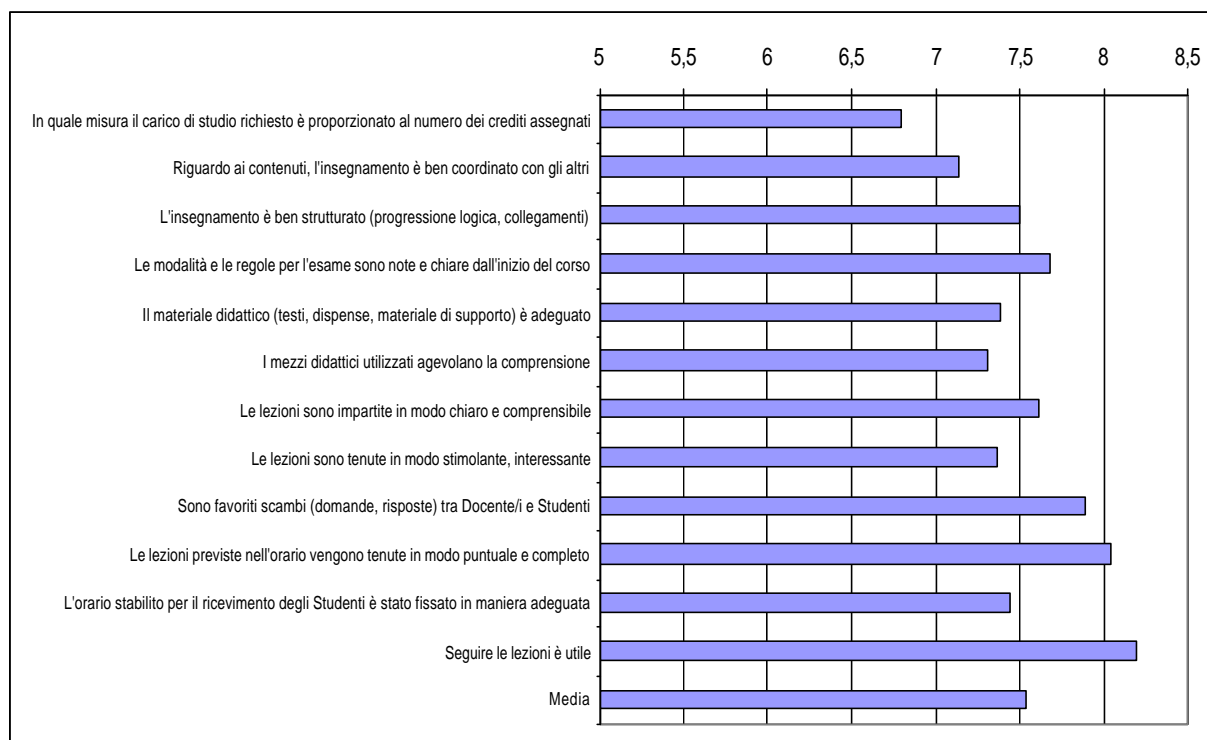 5 5,5 6 6,5 7 7,5 8 8,5
In quale misura il carico di studio richiesto è proporzionato al numero dei crediti assegnati
Riguardo ai contenuti, l'insegnamento è ben coordinato con gli altri
L'insegnamento è ben strutturato (progressione logica, collegamenti)
Le modalità e le regole per l'esame sono note e chiare dall'inizio del corso
Il materiale didattico (testi, dispense, materiale di supporto) è adeguato
I mezzi didattici utilizzati agevolano la comprensione
Le lezioni sono impartite in modo chiaro e comprensibile
Le lezioni sono tenute in modo stimolante, interessante
Sono favoriti scambi (domande, risposte) tra Docente/i e Studenti
Le lezioni previste nell'orario vengono tenute in modo puntuale e completo
L'orario stabilito per il ricevimento degli Studenti è stato fissato in maniera adeguata
Seguire le lezioni è utile
Media